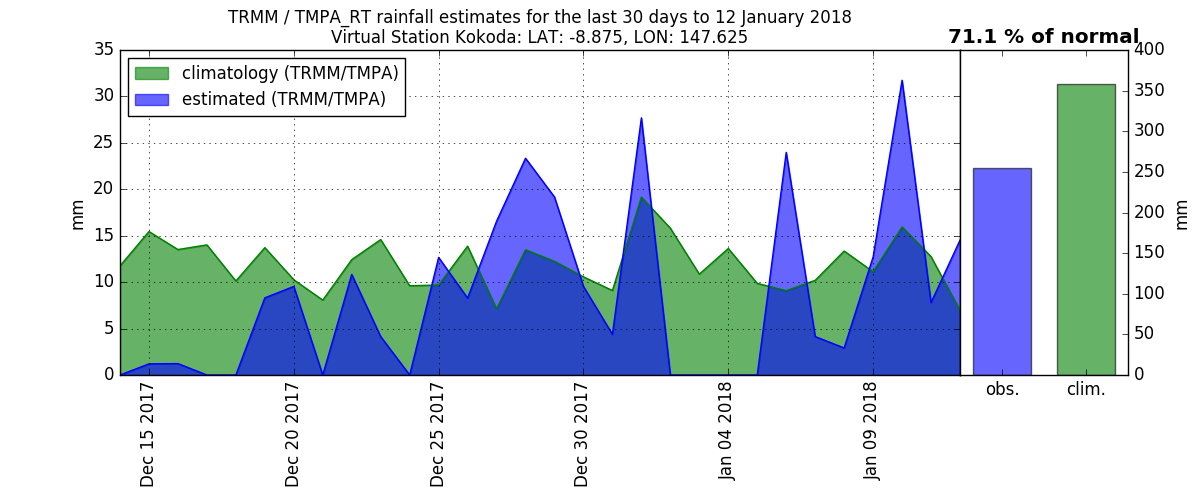 TRMM / TMPA_RT rainfall estimates for the last 30 days to 12 January 2018
Virtual Station Kokoda: LAT: -8.875, LON: 147.625
71.1 % of normal
climatology (TRMM/TMPA)
estimated (TRMM/TMPA)
mm
35
30
25
20
15
10
5
0
Dec 15 2017
Dec 20 2017
Dec 25 2017
Dec 30 2017
Jan 04 2018
Jan 09 2018
obs.
clim.
400
350
300
250
200
150
100
50
0
mm